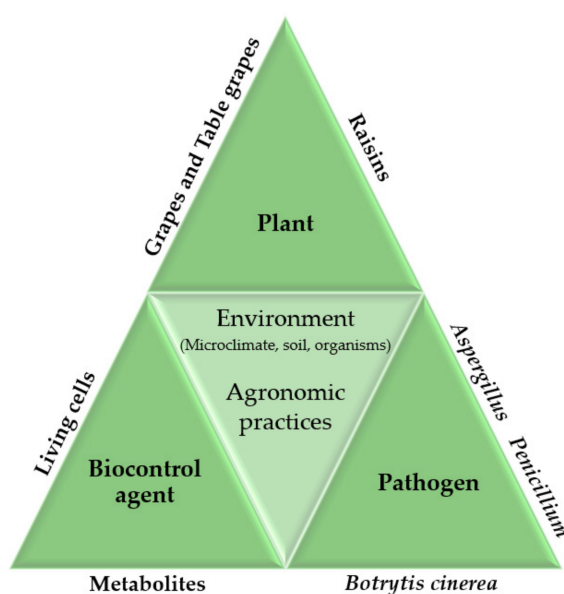 Grapes and Table grapes
Raisins
Plant
Environment
(Microclimate, soil, organisms)
Agronomic
practices
Aspergillus
Penicillium
Living cells
Biocontrol
agent
Pathogen
Metabolites
Botrytis cinerea